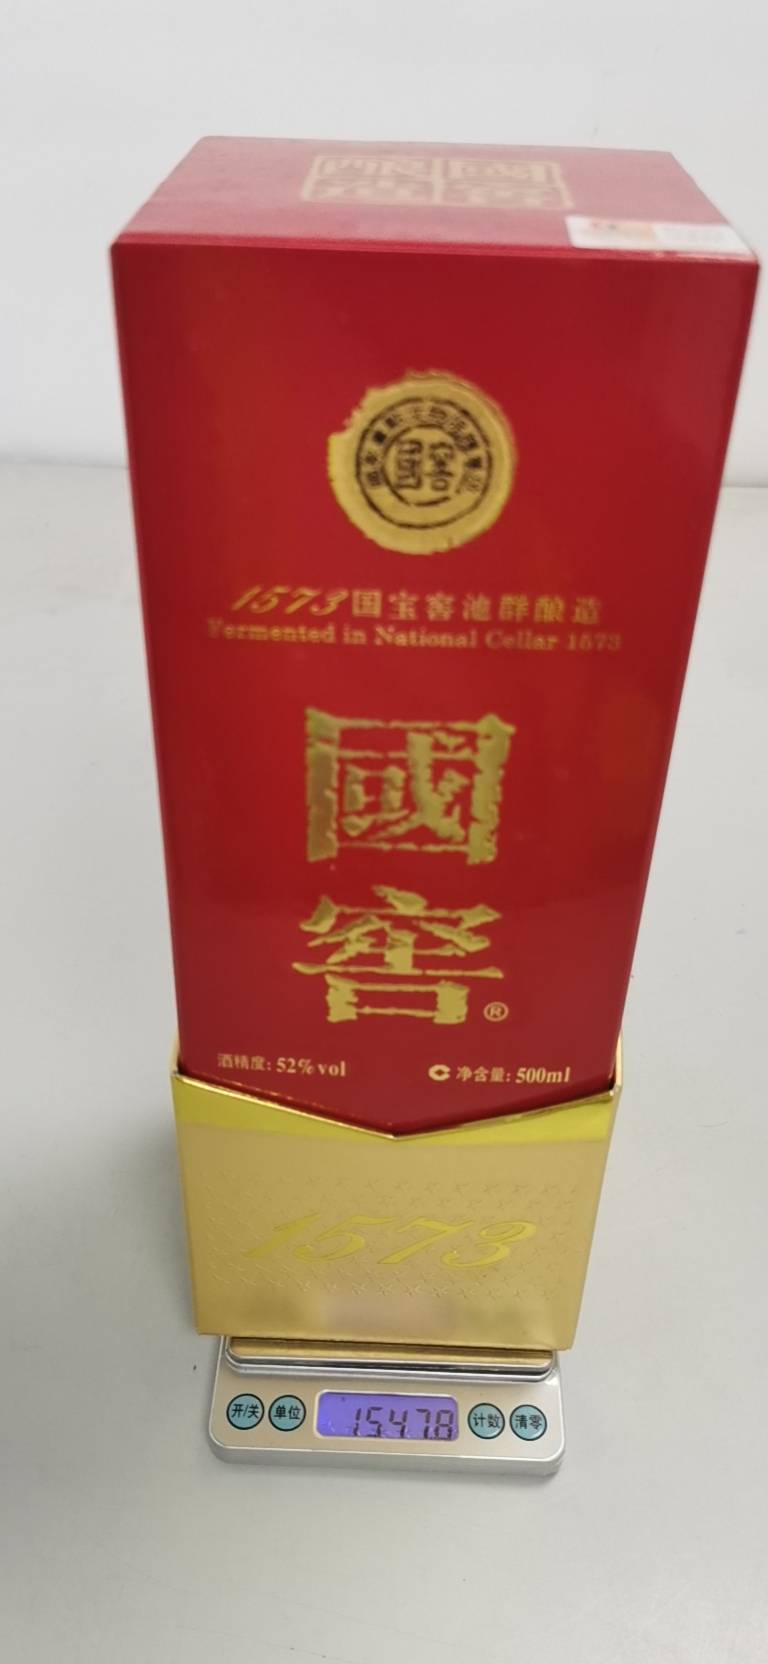 1573国宝窖池群酿造
Fermented in National Cellar 1573
國
窖®
酒精度: 52%vol
净含量: 500ml
1573
开/关 单位 1547.8 计数 清零